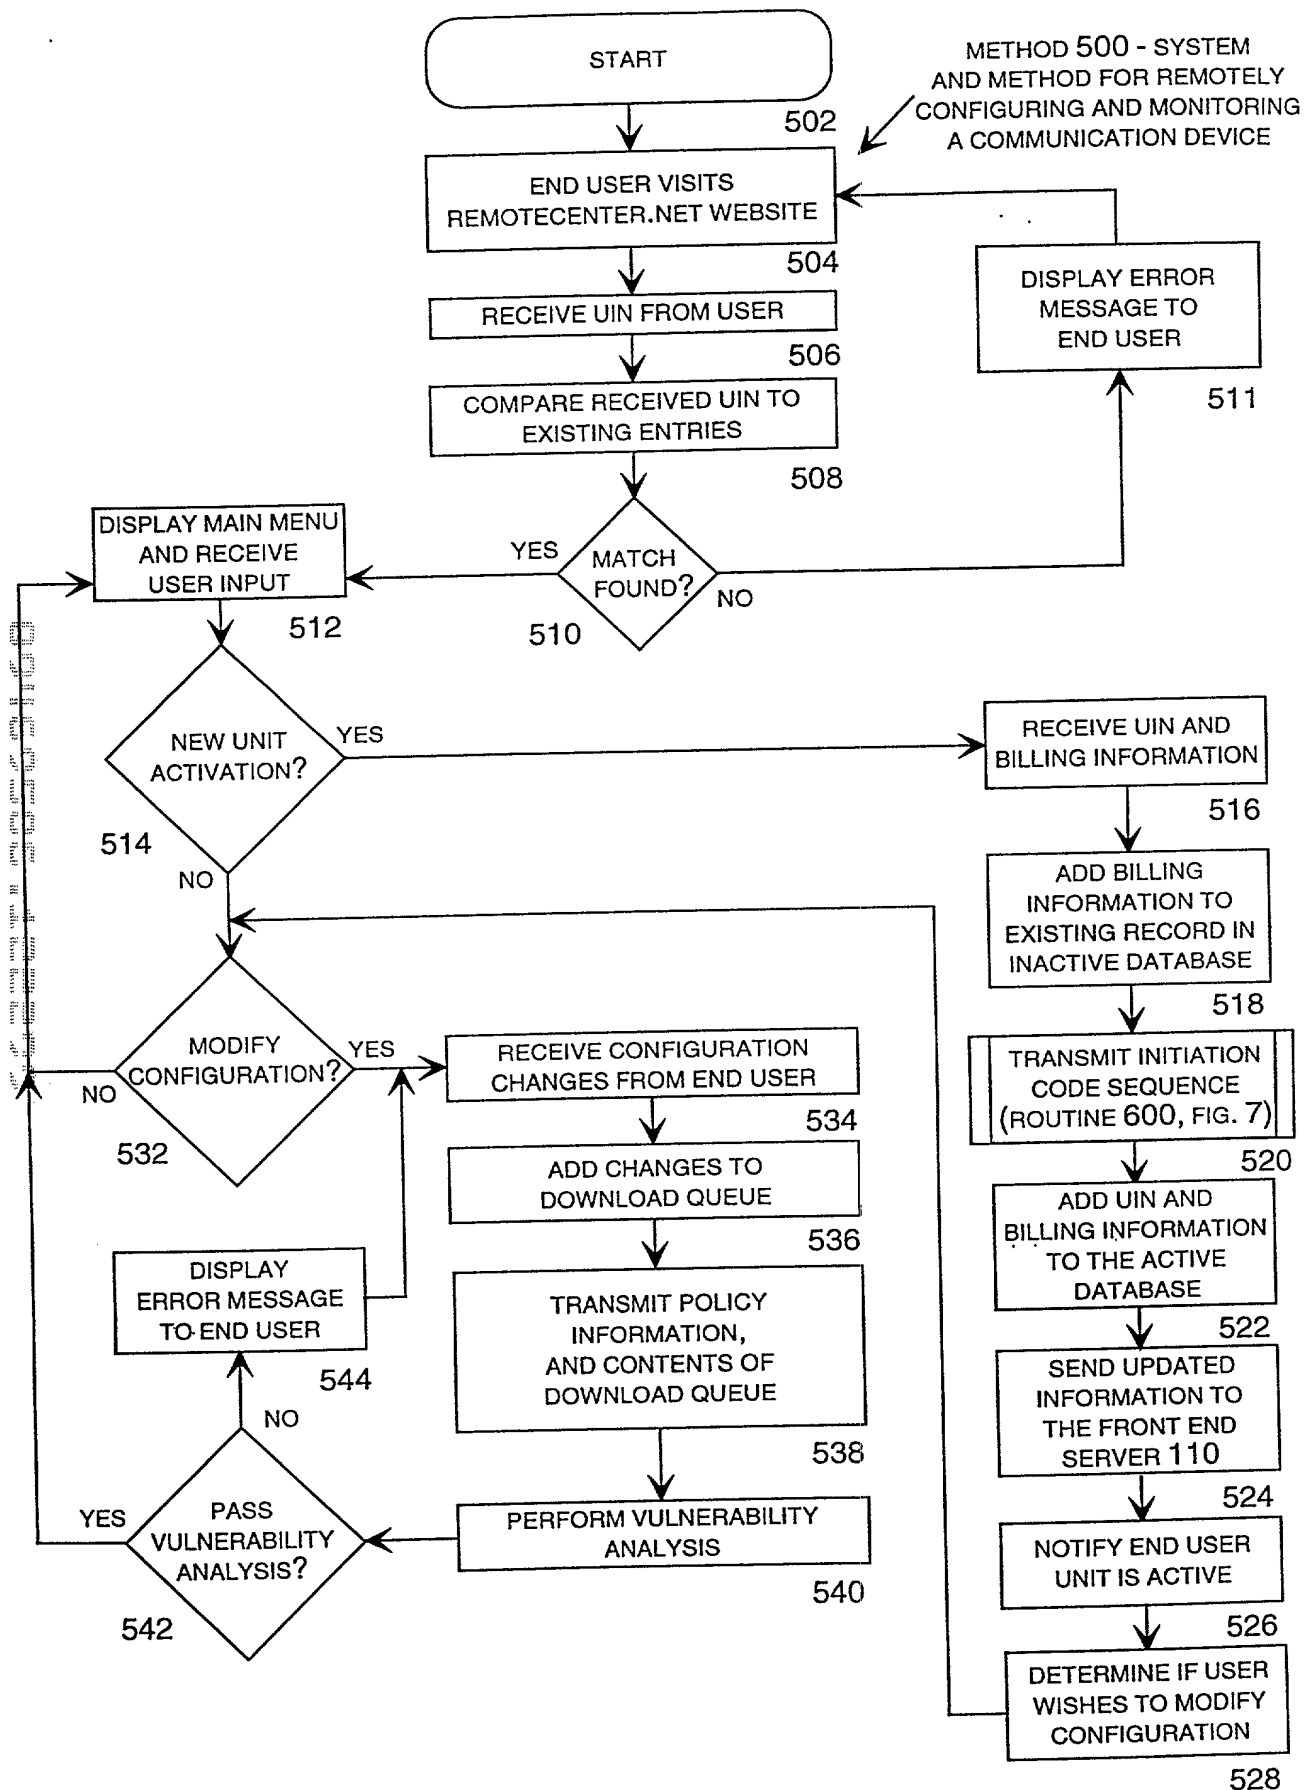 START
METHOD 500 - SYSTEM
AND METHOD FOR REMOTELY
CONFIGURING AND MONITORING
A COMMUNICATION DEVICE
502
END USER VISITS
REMOTECENTER.NET WEBSITE
504
RECEIVE UIN FROM USER
506
COMPARE RECEIVED UIN TO
EXISTING ENTRIES
508
DISPLAY ERROR
MESSAGE TO
END USER
511
MATCH
FOUND?
YES
NO
510
DISPLAY MAIN MENU
AND RECEIVE
USER INPUT
512
NEW UNIT
ACTIVATION?
YES
514
NO
RECEIVE UIN AND
BILLING INFORMATION
516
ADD BILLING
INFORMATION TO
EXISTING RECORD IN
INACTIVE DATABASE
518
TRANSMIT INITIATION
CODE SEQUENCE
(ROUTINE 600, FIG. 7)
520
ADD UIN AND
BILLING INFORMATION
TO THE ACTIVE
DATABASE
522
SEND UPDATED
INFORMATION TO
THE FRONT END
SERVER 110
524
NOTIFY END USER
UNIT IS ACTIVE
526
DETERMINE IF USER
WISHES TO MODIFY
CONFIGURATION
528
MODIFY
CONFIGURATION?
YES
NO
532
RECEIVE CONFIGURATION
CHANGES FROM END USER
534
ADD CHANGES TO
DOWNLOAD QUEUE
536
TRANSMIT POLICY
INFORMATION,
AND CONTENTS OF
DOWNLOAD QUEUE
538
PERFORM VULNERABILITY
ANALYSIS
540
PASS
VULNERABILITY
ANALYSIS?
YES
NO
542
DISPLAY
ERROR MESSAGE
TO END USER
544